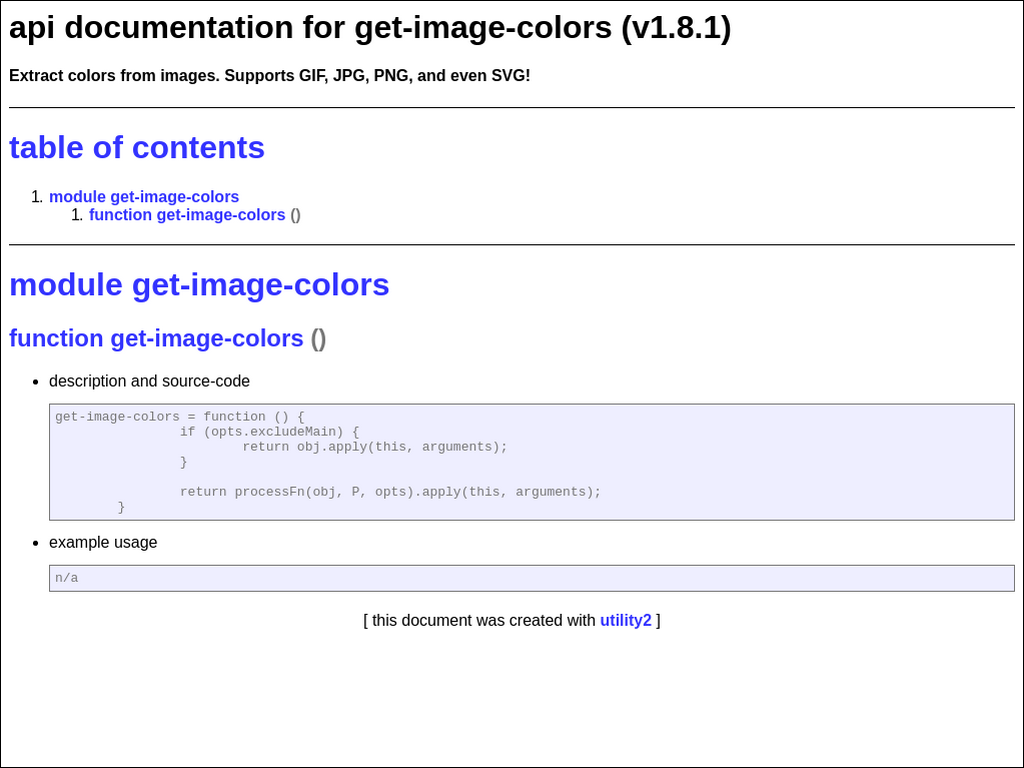 api documentation for get-image-colors (v1.8.1)
Extract colors from images. Supports GIF, JPG, PNG, and even SVG!
table of contents
1. module get-image-colors
1. function get-image-colors ()
module get-image-colors
function get-image-colors ()
• description and source-code
get-image-colors = function () {
                if (opts.excludeMain) {
                        return obj.apply(this, arguments);
                }
                return processFn(obj, P, opts).apply(this, arguments);
        }
• example usage
n/a
[ this document was created with utility2 ]